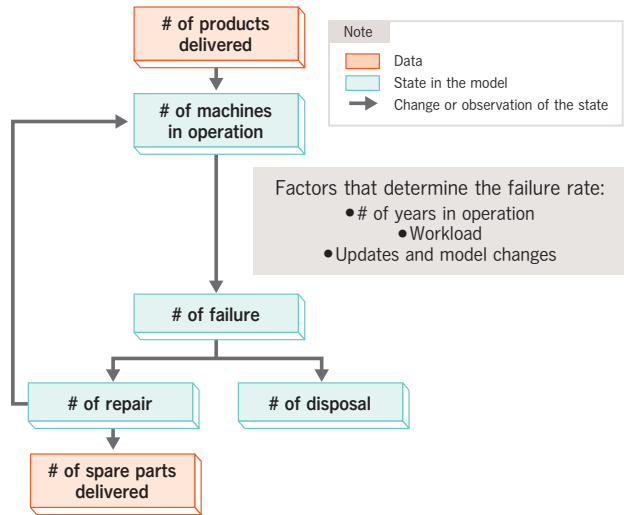 # of products
delivered
Note
Data
State in the model
Change or observation of the state
# of machines
in operation
Factors that determine the failure rate:
•# of years in operation
•Workload
•Updates and model changes
# of failure
# of repair
# of disposal
# of spare parts
delivered